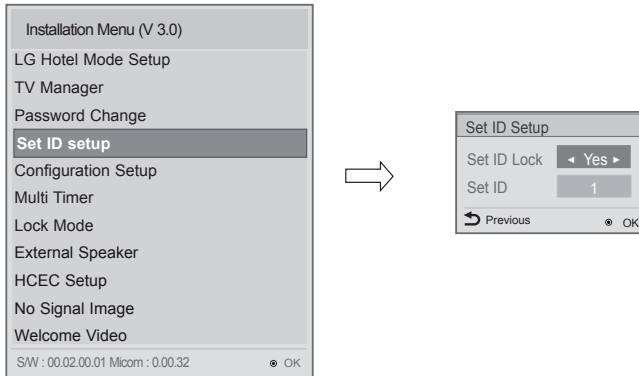 Installation Menu (V 3.0)
LG Hotel Mode Setup
TV Manager
Password Change
Set ID setup
Configuration Setup
Multi Timer
Lock Mode
External Speaker
HCEC Setup
No Signal Image
Welcome Video
S/W : 00.02.00.01 Micom : 0.00.32 ◉ OK
Set ID Setup
Set ID Lock ◄ Yes ►
Set ID 1
Previous ◉ OK